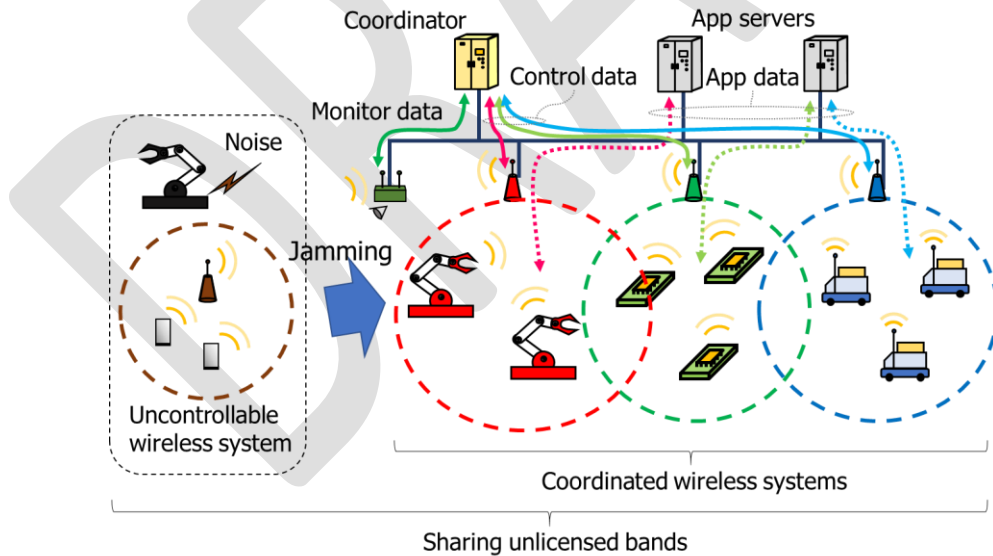 Coordinator
App servers
Control data
App data
Monitor data
Noise
Jamming
Uncontrollable
wireless system
Coordinated wireless systems
Sharing unlicensed bands
DRA